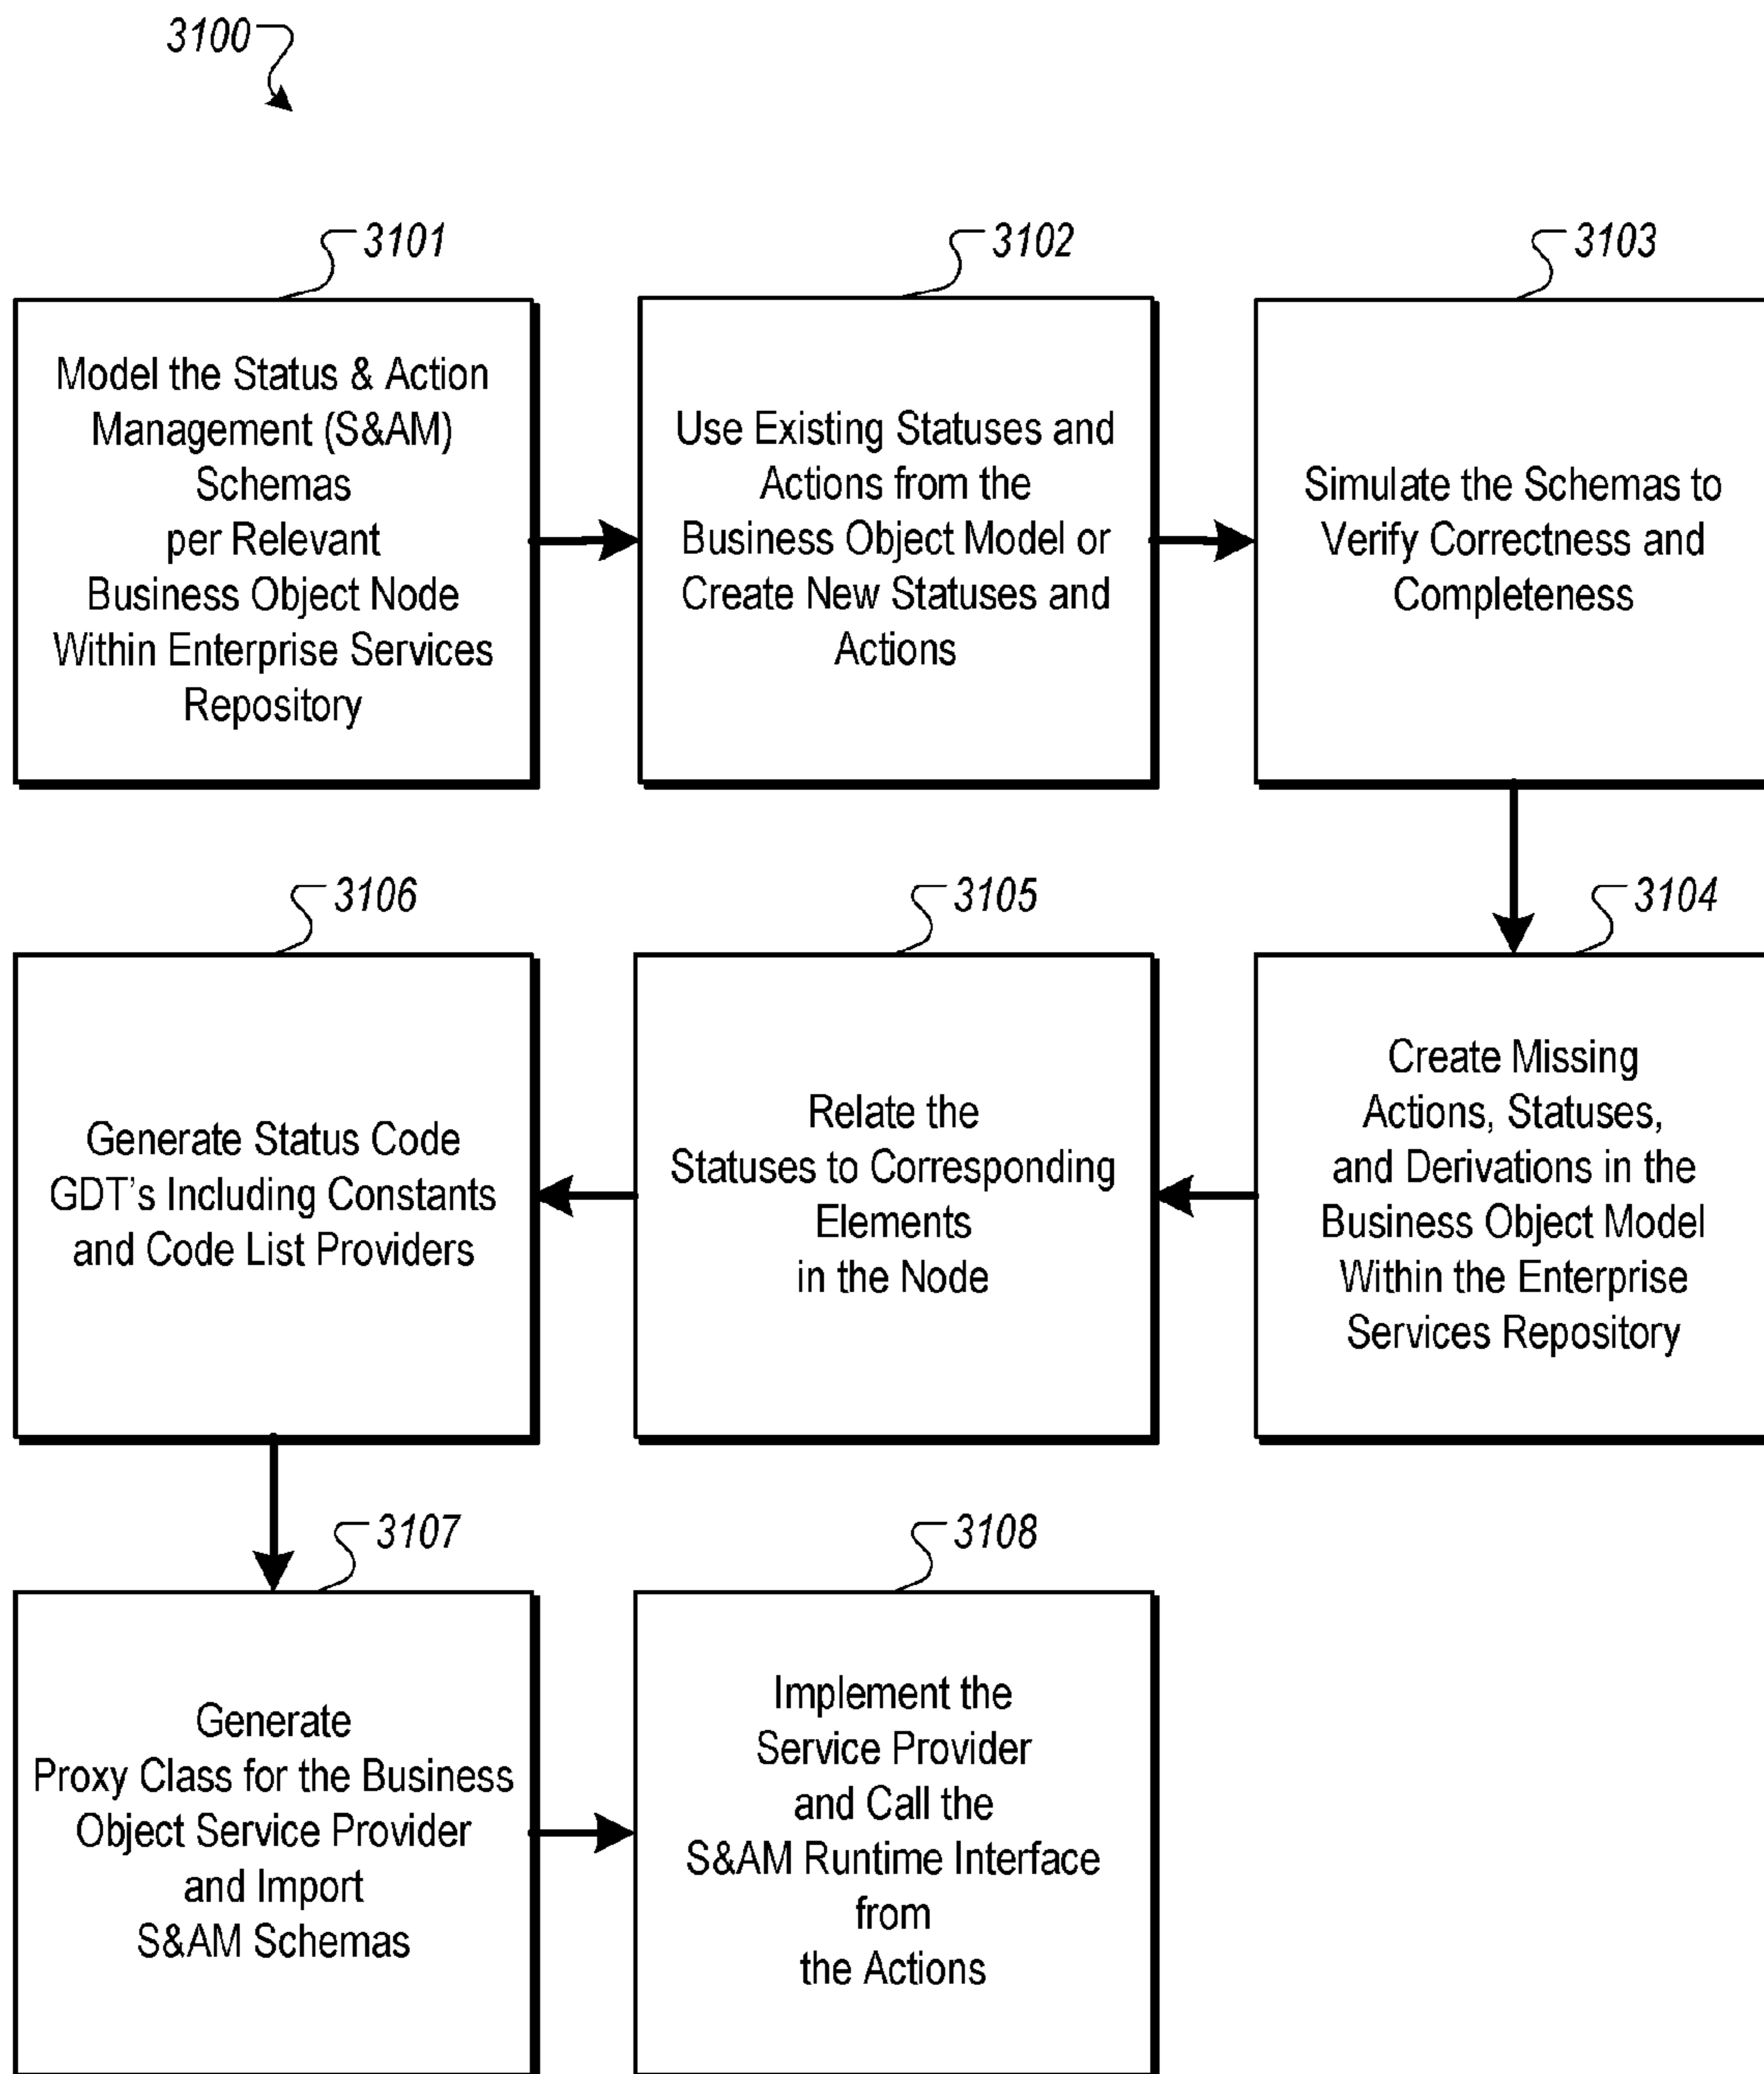 3100
3101
Model the Status & Action
Management (S&AM)
Schemas
per Relevant
Business Object Node
Within Enterprise Services
Repository
3102
Use Existing Statuses and
Actions from the
Business Object Model or
Create New Statuses and
Actions
3103
Simulate the Schemas to
Verify Correctness and
Completeness
3104
Create Missing
Actions, Statuses,
and Derivations in the
Business Object Model
Within the Enterprise
Services Repository
3105
Relate the
Statuses to Corresponding
Elements
in the Node
3106
Generate Status Code
GDT's Including Constants
and Code List Providers
3107
Generate
Proxy Class for the Business
Object Service Provider
and Import
S&AM Schemas
3108
Implement the
Service Provider
and Call the
S&AM Runtime Interface
from
the Actions